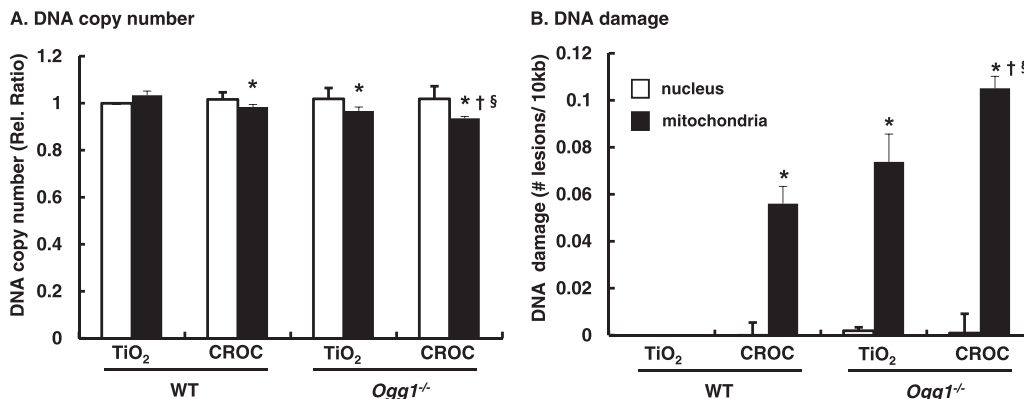 A. DNA copy number
DNA copy number (Rel. Ratio)
1.2
1
0.8
0.6
0.4
0.2
0
*
*
* † §
TiO2 CROC TiO2 CROC
WT Ogg1-/-
B. DNA damage
DNA damage (# lesions/ 10kb)
0.12
0.1
0.08
0.06
0.04
0.02
0
nucleus
mitochondria
*
*
* † §
TiO2 CROC TiO2 CROC
WT Ogg1-/-